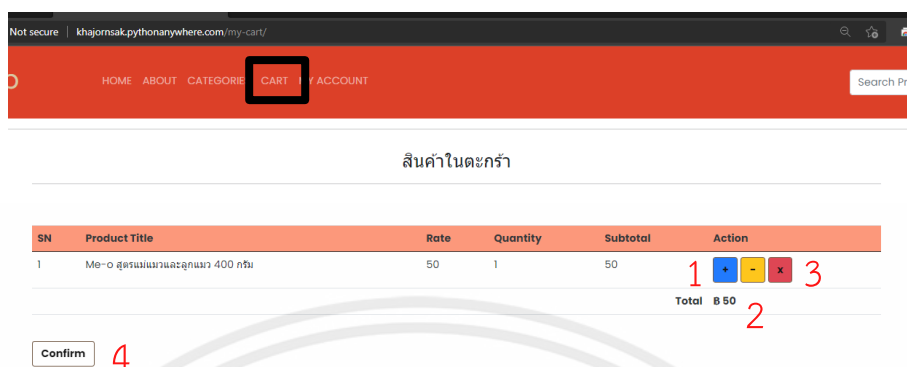 Not secure | khajornsak.pythonanywhere.com/my-cart/
HOME ABOUT CATEGORIE CART MY ACCOUNT Search Pr
สินค้าในตะกร้า
SN Product Title Rate Quantity Subtotal Action
1 Me-o สูตรแม่แมวและลูกแมว 400 กรัม 50 1 50 1 + - x 3
Total B 50 2
Confirm 4